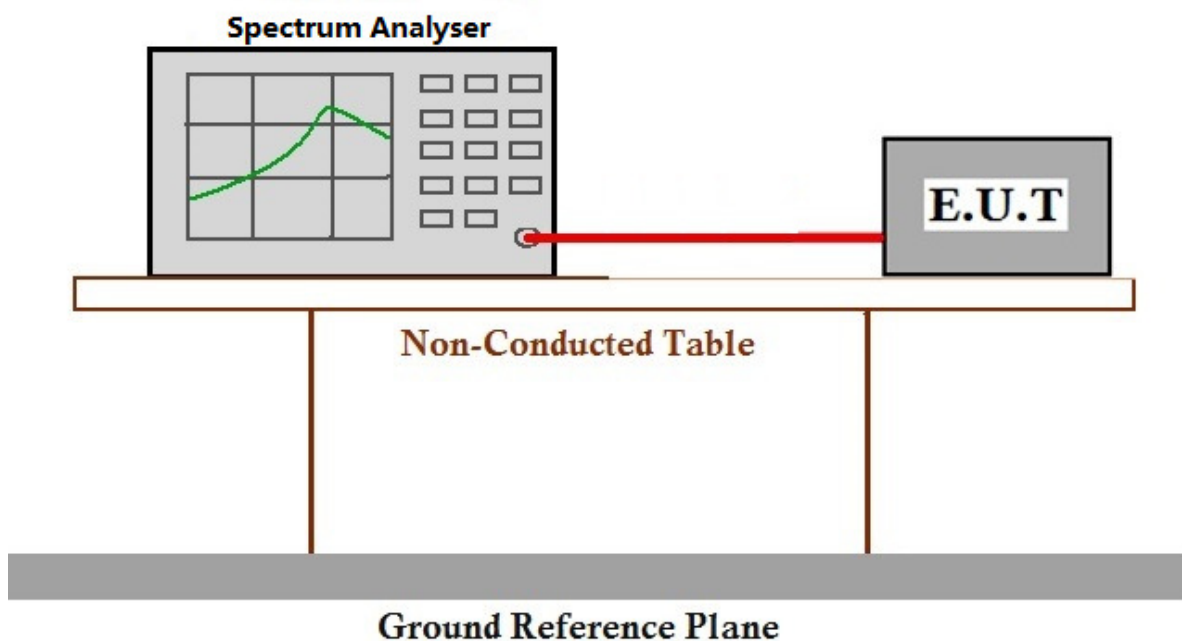 Spectrum Analyser
E.U.T
Non-Conducted Table
Ground Reference Plane